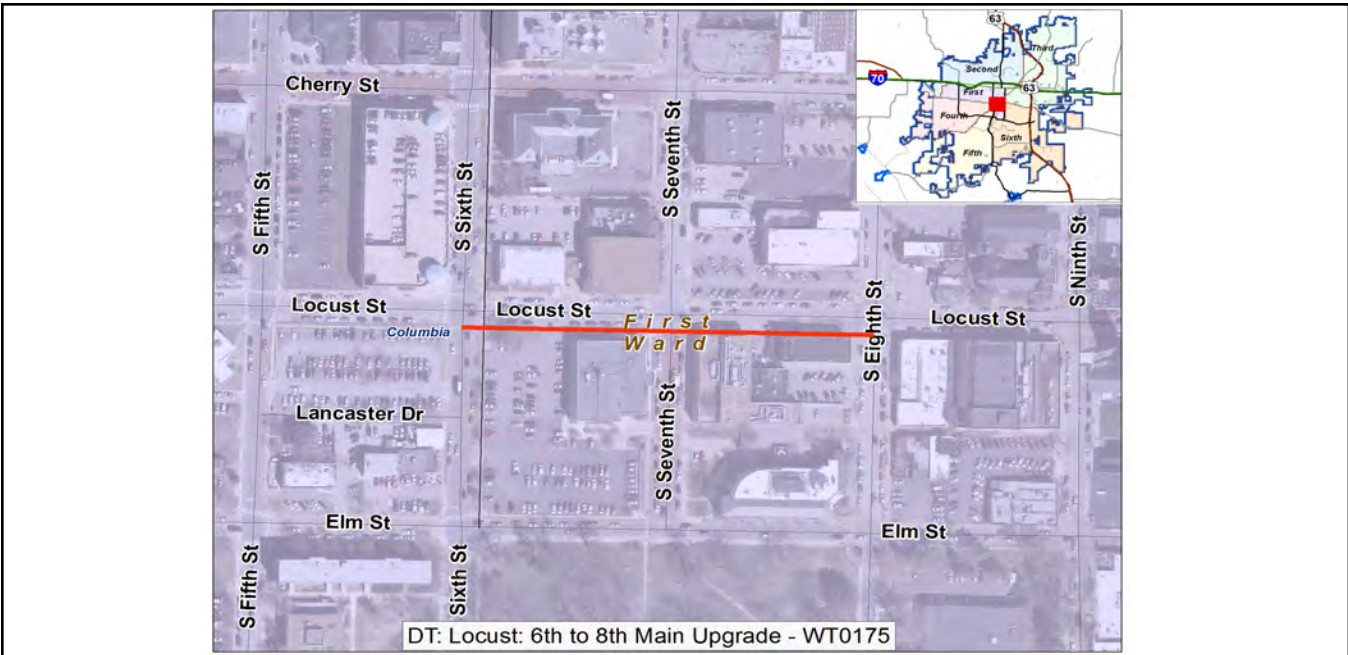 63
Third
Second
70
63
First
Fourth
Sixth
Fifth
Cherry St
S Fifth St
S Sixth St
S Seventh St
S Eighth St
S Ninth St
Locust St
Locust St
Locust St
Columbia
First
Ward
Lancaster Dr
S Seventh St
Elm St
Elm St
S Fifth St
Sixth St
DT: Locust: 6th to 8th Main Upgrade - WT0175